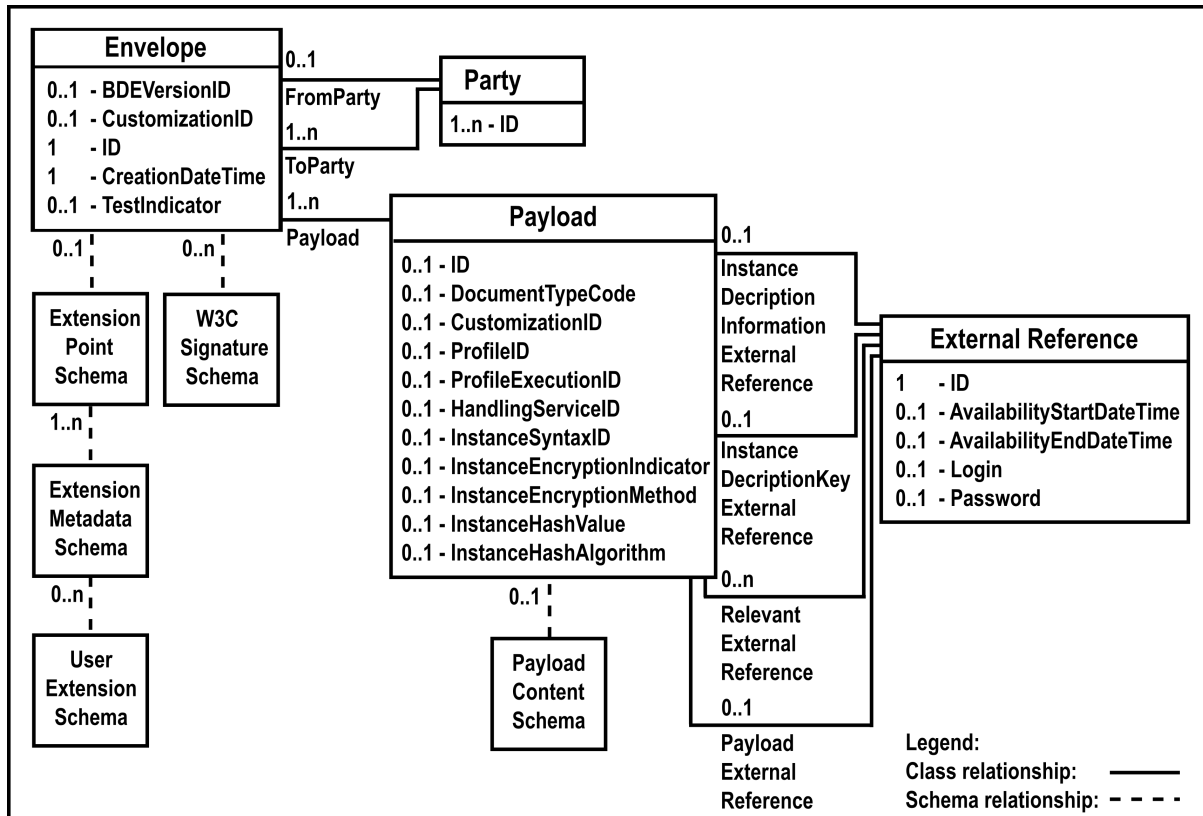 Envelope
0..1 - BDEVersionID
0..1 - CustomizationID
1 - ID
1 - CreationDateTime
0..1 - TestIndicator
0..1
FromParty
1..n
ToParty
1..n
Payload
Party
1..n - ID
0..1
0..n
Extension
Point
Schema
W3C
Signature
Schema
1..n
Extension
Metadata
Schema
0..n
User
Extension
Schema
Payload
0..1 - ID
0..1 - DocumentTypeCode
0..1 - CustomizationID
0..1 - ProfileID
0..1 - ProfileExecutionID
0..1 - HandlingServiceID
0..1 - InstanceSyntaxID
0..1 - InstanceEncryptionIndicator
0..1 - InstanceEncryptionMethod
0..1 - InstanceHashValue
0..1 - InstanceHashAlgorithm
0..1
Payload
Content
Schema
0..1
Instance
Decription
Information
External
Reference
0..1
Instance
DecriptionKey
External
Reference
0..n
Relevant
External
Reference
0..1
Payload
External
Reference
External Reference
1 - ID
0..1 - AvailabilityStartDateTime
0..1 - AvailabilityEndDateTime
0..1 - Login
0..1 - Password
Legend:
Class relationship:
Schema relationship: